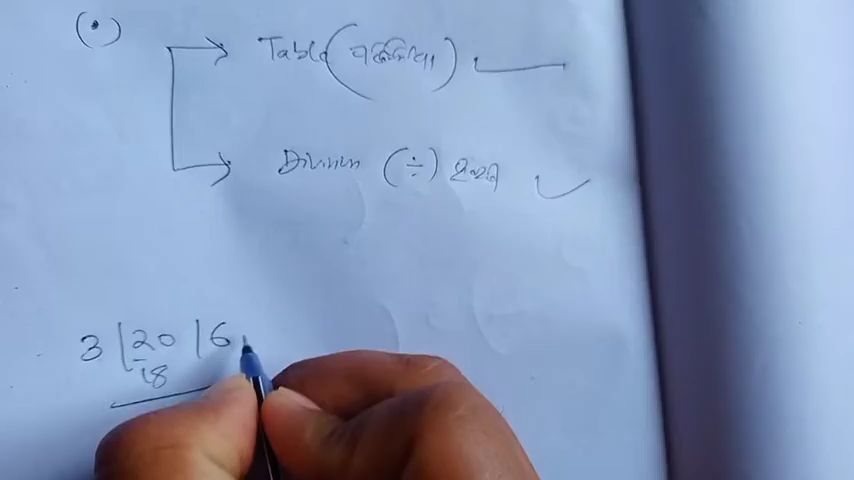 (•)
Table
Division (÷)
3 | 20 | 6
- 18